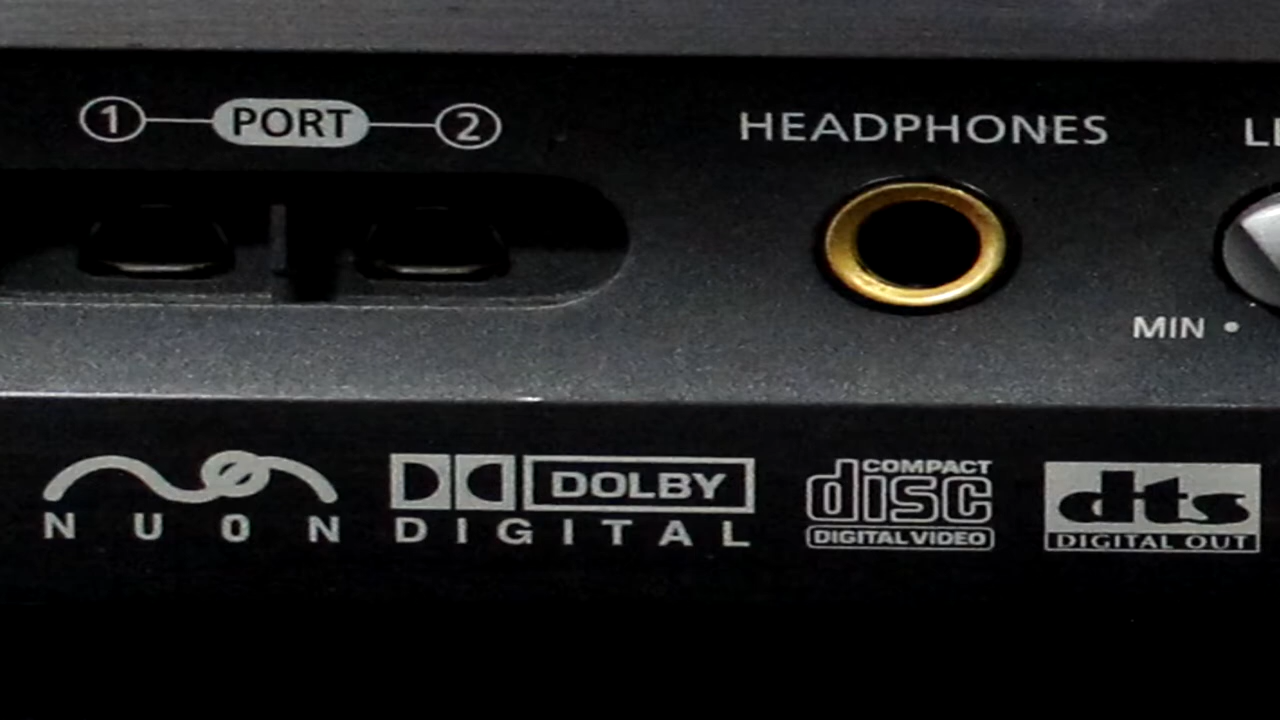 1 PORT 2
HEADPHONES
MIN
NUON
DOLBY
DIGITAL
COMPACT
disc
DIGITAL VIDEO
dts
DIGITAL OUT